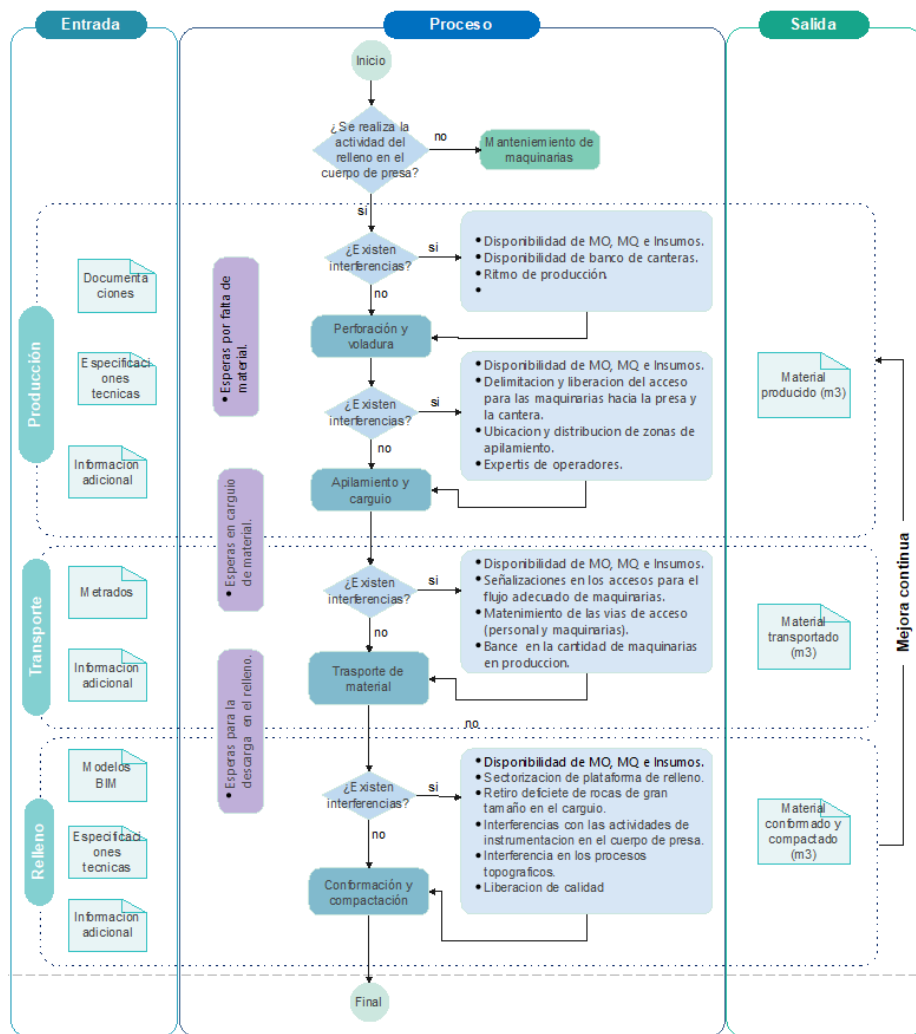 Entrada
Proceso
Salida
Inicio
¿Se realiza la
actividad del
relleno en el
cuerpo de presa?
no
Manteniemiento de
maquinarias
si
Producción
Documenta
ciones
Especificaci
ones
tecnicas
Información
adicional
• Esperas por falta de
material.
¿Existen
interferencias?
si
• Disponibilidad de MO, MQ e Insumos.
• Disponibilidad de banco de canteras.
• Ritmo de producción.
•
no
Perforación y
voladura
¿Existen
interferencias?
si
• Disponibilidad de MO, MQ e Insumos.
• Delimitacion y liberacion del acceso
para las maquinarias hacia la presa y
la cantera.
• Ubicacion y distribucion de zonas de
apilamiento.
• Expertis de operadores.
no
Apilamiento y
carguio
Material
producido (m3)
• Esperas en carguio
de material.
Transporte
Metrados
Información
adicional
¿Existen
interferencias?
si
• Disponibilidad de MO, MQ e Insumos.
• Señalizaciones en los accesos para el
flujo adecuado de maquinarias.
• Matenimiento de las vias de acceso
(personal y maquinarias).
• Bance en la cantidad de maquinarias
en produccion.
no
Trasporte de
material
Material
transportado
(m3)
• Esperas para la
descarga en el relleno.
no
Relleno
Modelos
BIM
Especificaci
ones
tecnicas
Información
adicional
¿Existen
interferencias?
si
• Disponibilidad de MO, MQ e Insumos.
• Sectorizacion de plataforma de relleno.
• Retiro deficiete de rocas de gran
tamaño en el carguio.
• Interferencias con las actividades de
instrumentacion en el cuerpo de presa.
• Interferencia en los procesos
topograficos.
• Liberacion de calidad
no
Conformación y
compactación
Material
conformado y
compactado
(m3)
Mejora continua
Final